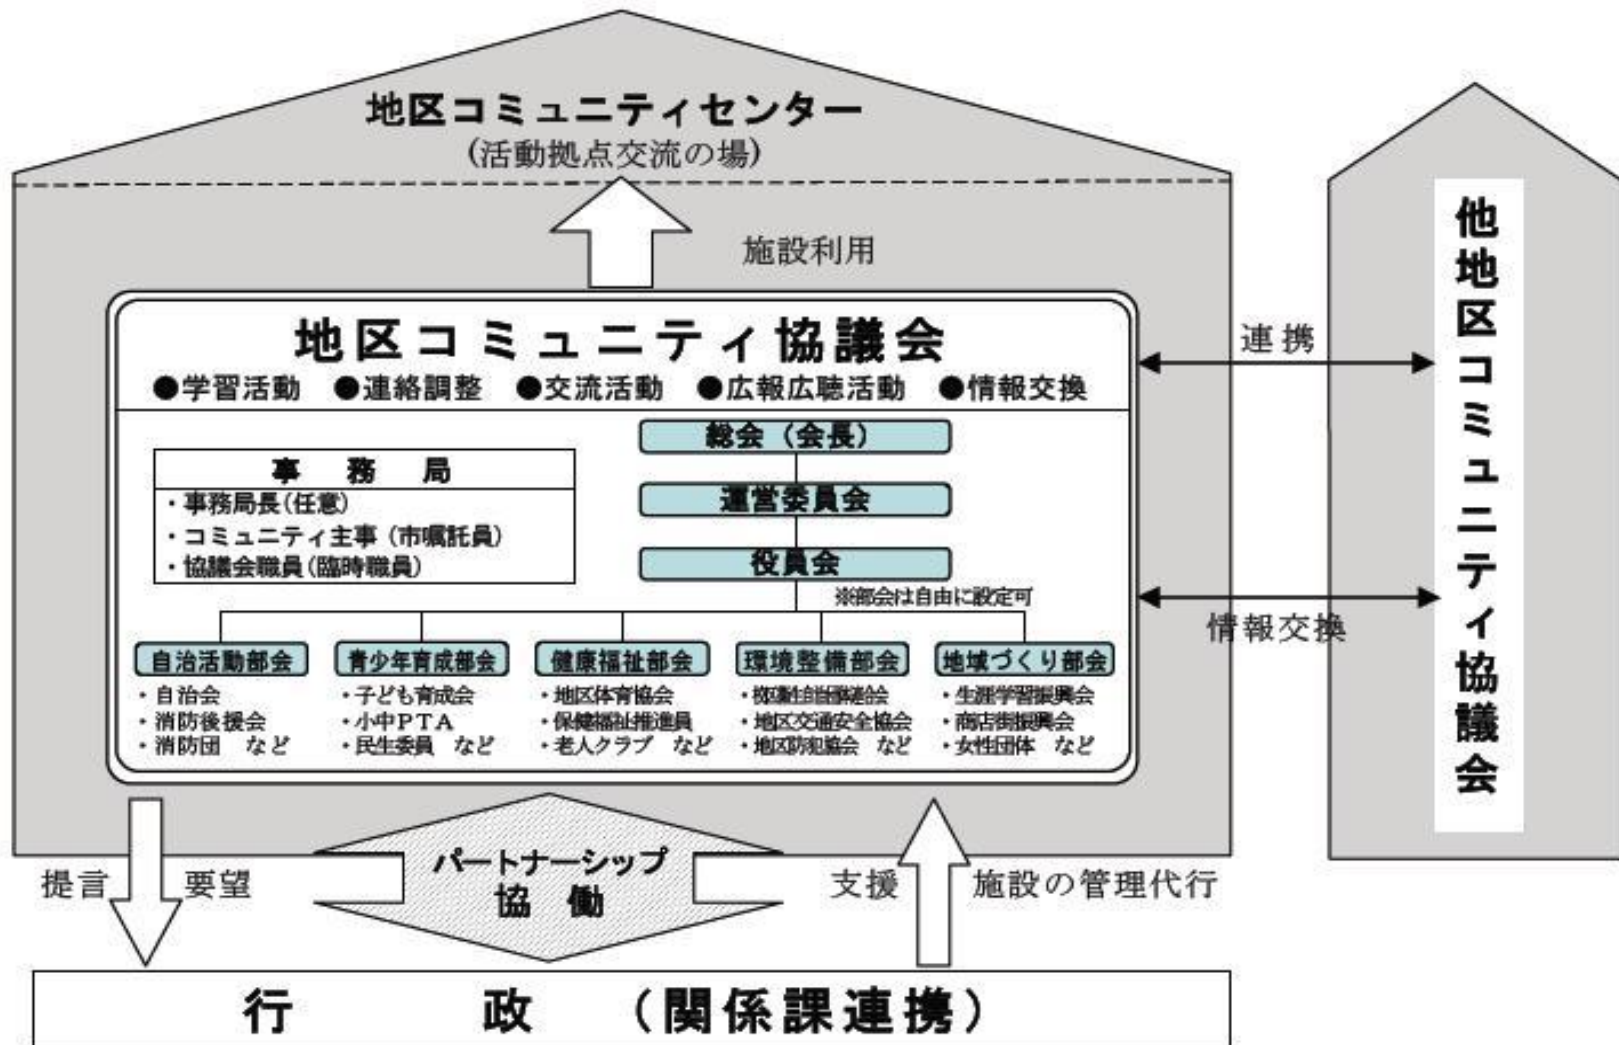 地区コミュニティセンター
(活動拠点交流の場)
施設利用
地区コミュニティ協議会
●学習活動 ●連絡調整 ●交流活動 ●広報広聴活動 ●情報交換
総会（会長）
運営委員会
役員会
※部会は自由に設定可
事務局
・事務局長(任意)
・コミュニティ主事(市嘱託員)
・協議会職員(臨時職員)
自治活動部会
・自治会
・消防後援会
・消防団 など
青少年育成部会
・子ども育成会
・小中PTA
・民生委員 など
健康福祉部会
・地区体育協会
・保健福祉推進員
・老人クラブ など
環境整備部会
・地区交通安全協会
・地区防犯協会 など
地域づくり部会
・生涯学習振興会
・商店街振興会
・女性団体 など
連携
情報交換
他地区コミュニティ協議会
提言 要望
パートナーシップ
協働
支援 施設の管理代行
行政（関係課連携）